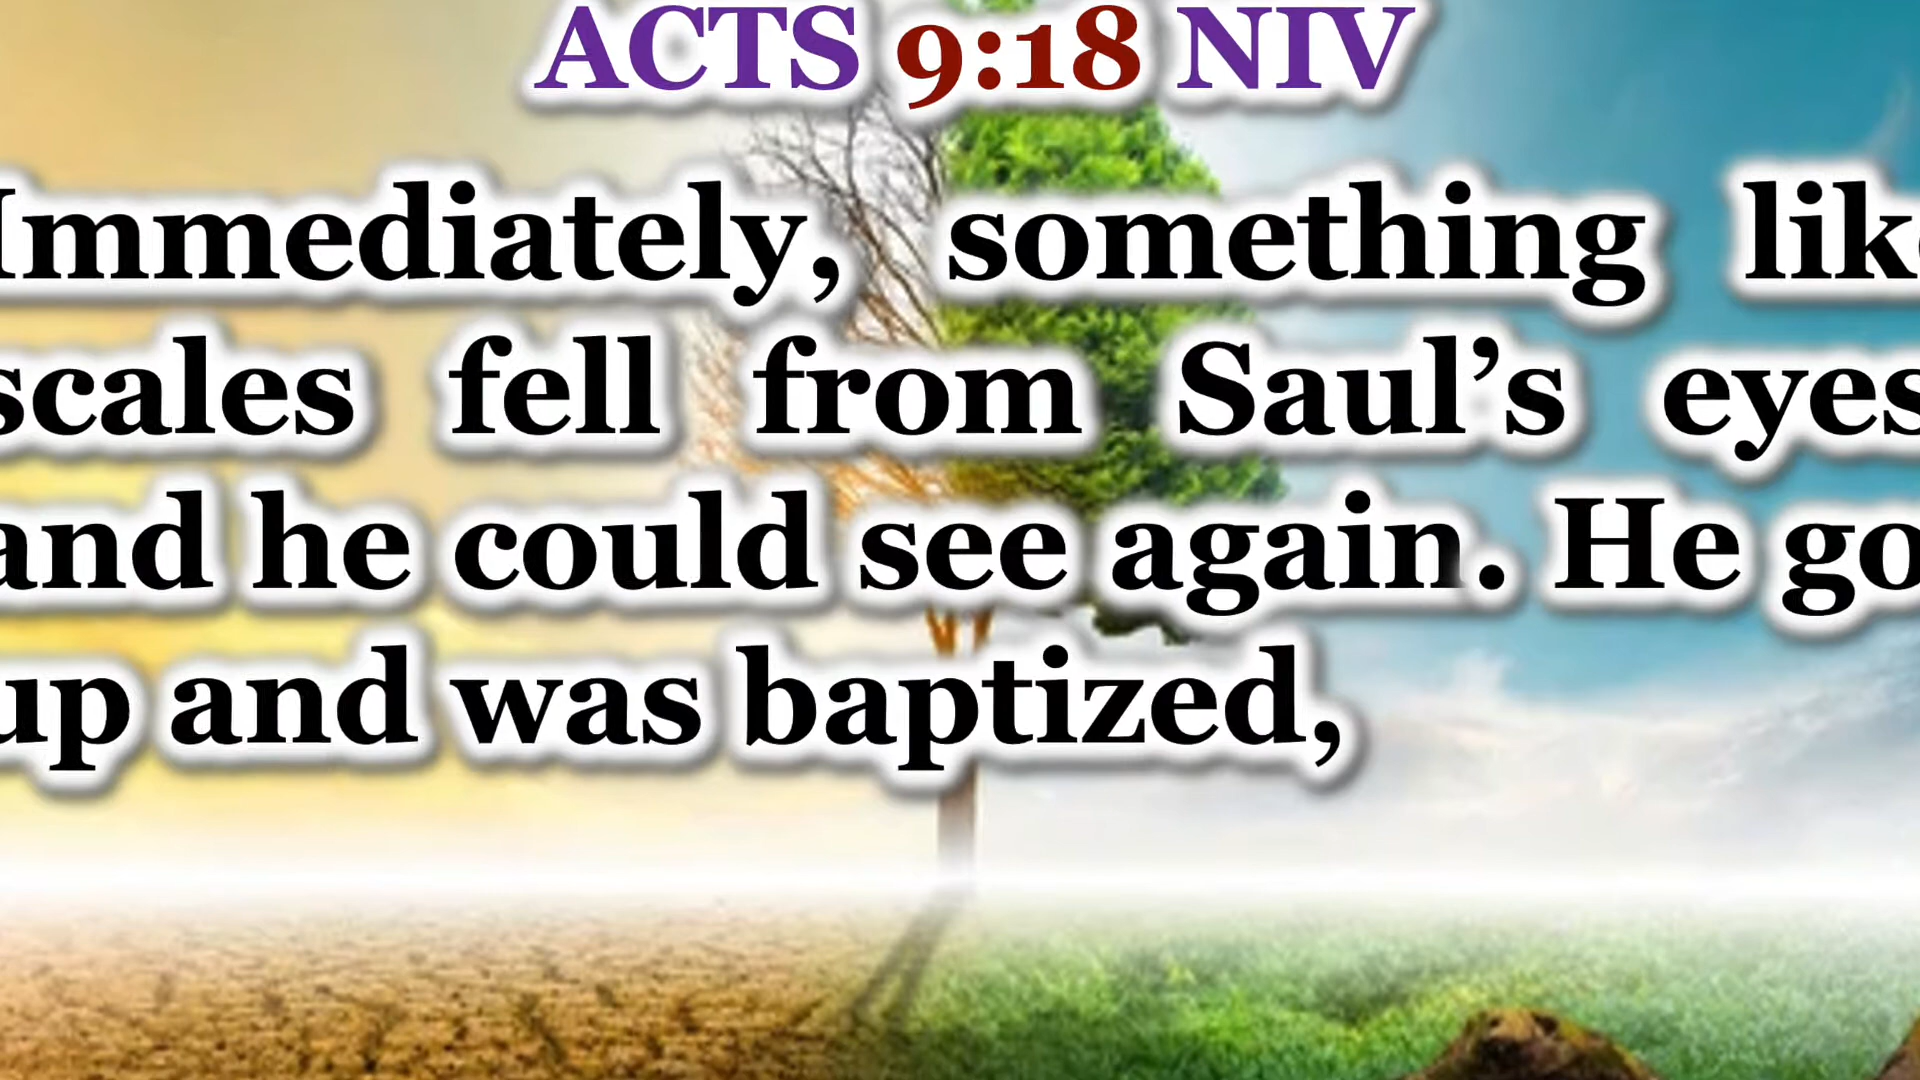 ACTS 9:18 NIV
Immediately, something like
scales fell from Saul’s eyes
and he could see again. He go
up and was baptized,